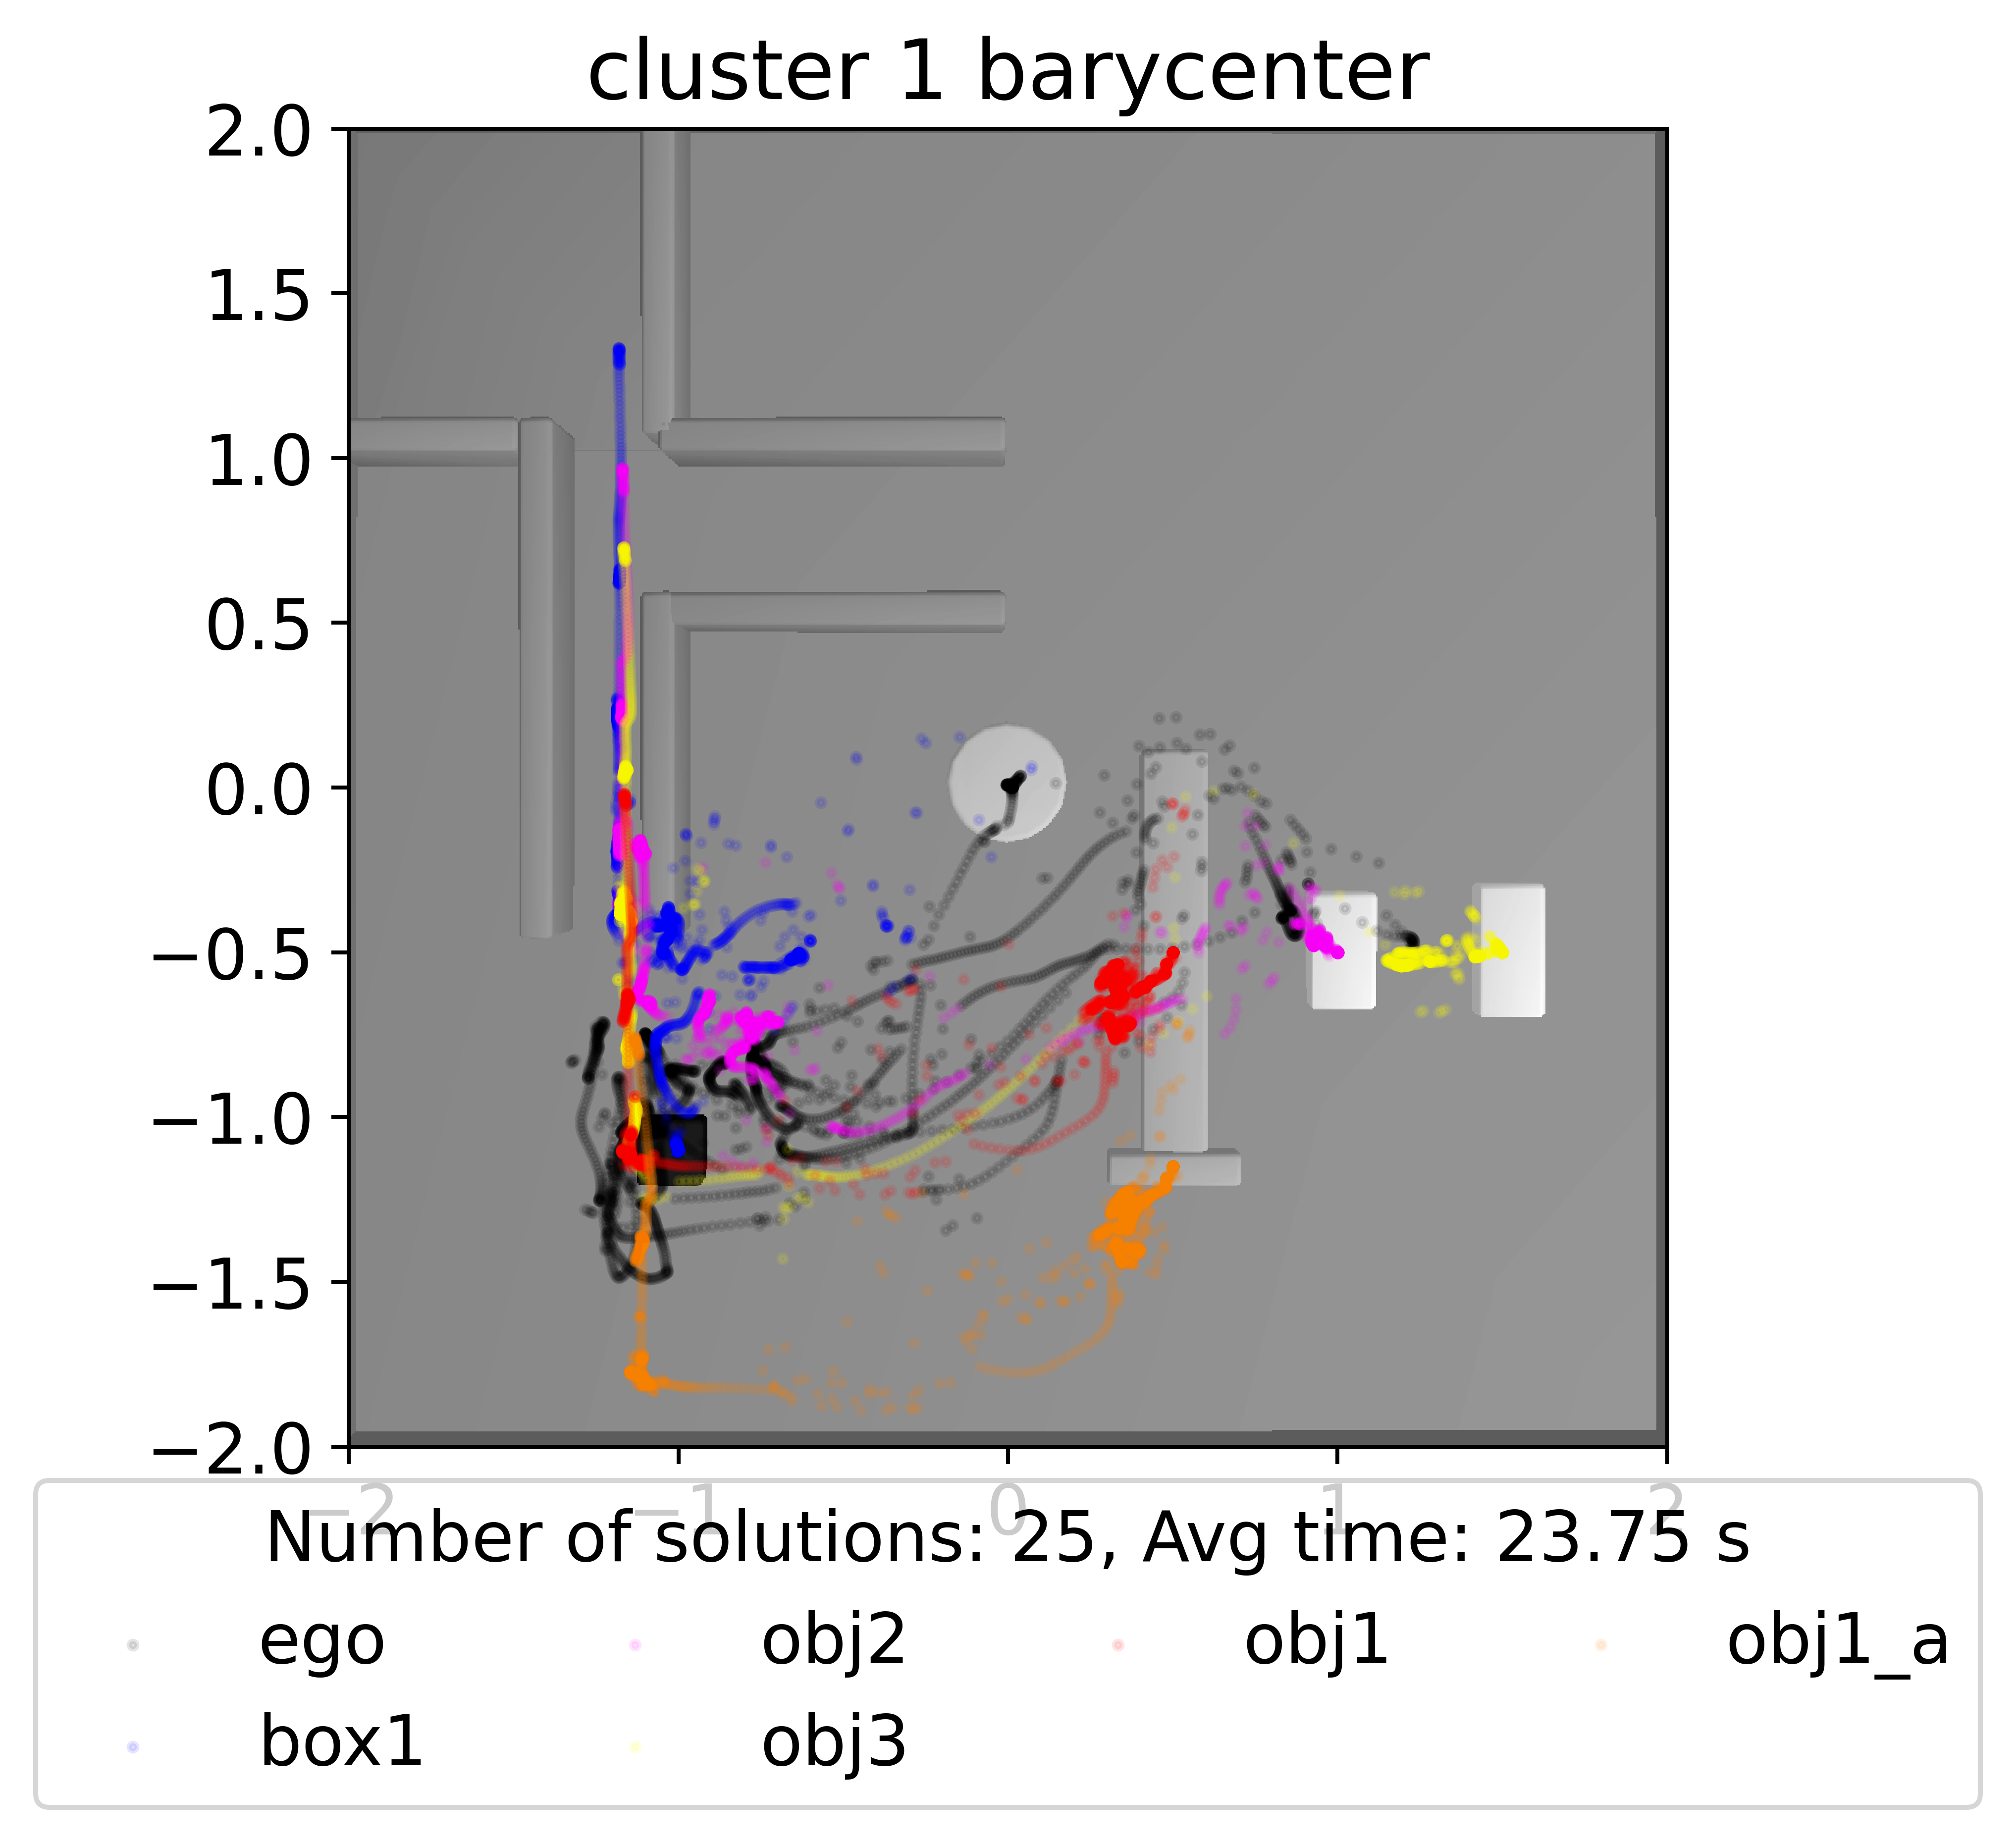 cluster 1 barycenter
2.0
1.5
1.0
0.5
0.0
−0.5
−1.0
−1.5
−2.0
−2 −1 0 1 2
Number of solutions: 25, Avg time: 23.75 s
ego obj2 obj1 obj1_a
box1 obj3